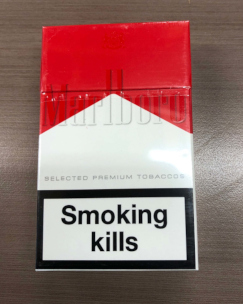 Marlboro
SELECTED PREMIUM TOBACCOS
Smoking
kills